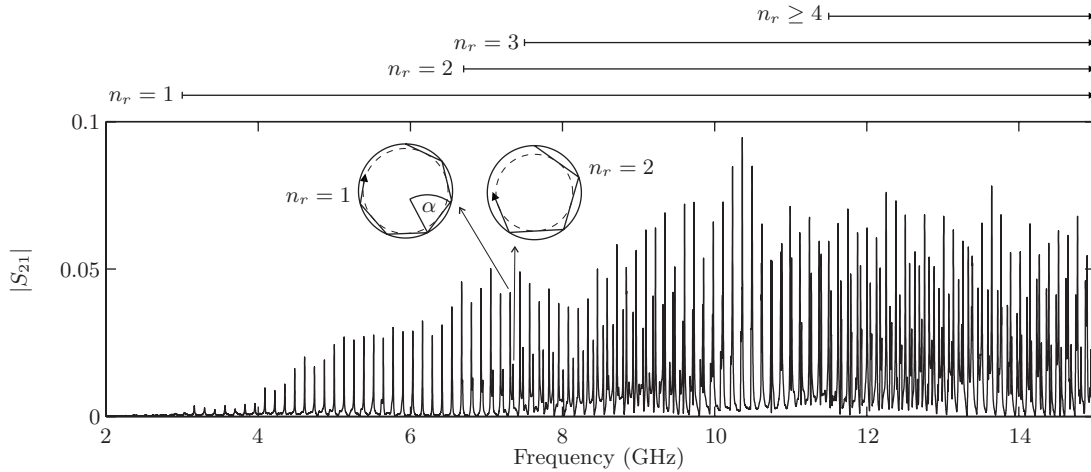 n_r ≥ 4
n_r = 3
n_r = 2
n_r = 1
0.1
0.05
0
|S_21|
n_r = 1
α
n_r = 2
2 4 6 8 10 12 14
Frequency (GHz)